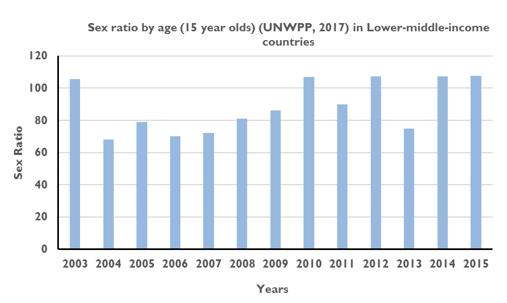 Sex ratio by age (15 year olds) (UNWPP, 2017) in Lower-middle-income
countries
120
100
80
60
40
20
0
Sex Ratio
2003 2004 2005 2006 2007 2008 2009 2010 2011 2012 2013 2014 2015
Years